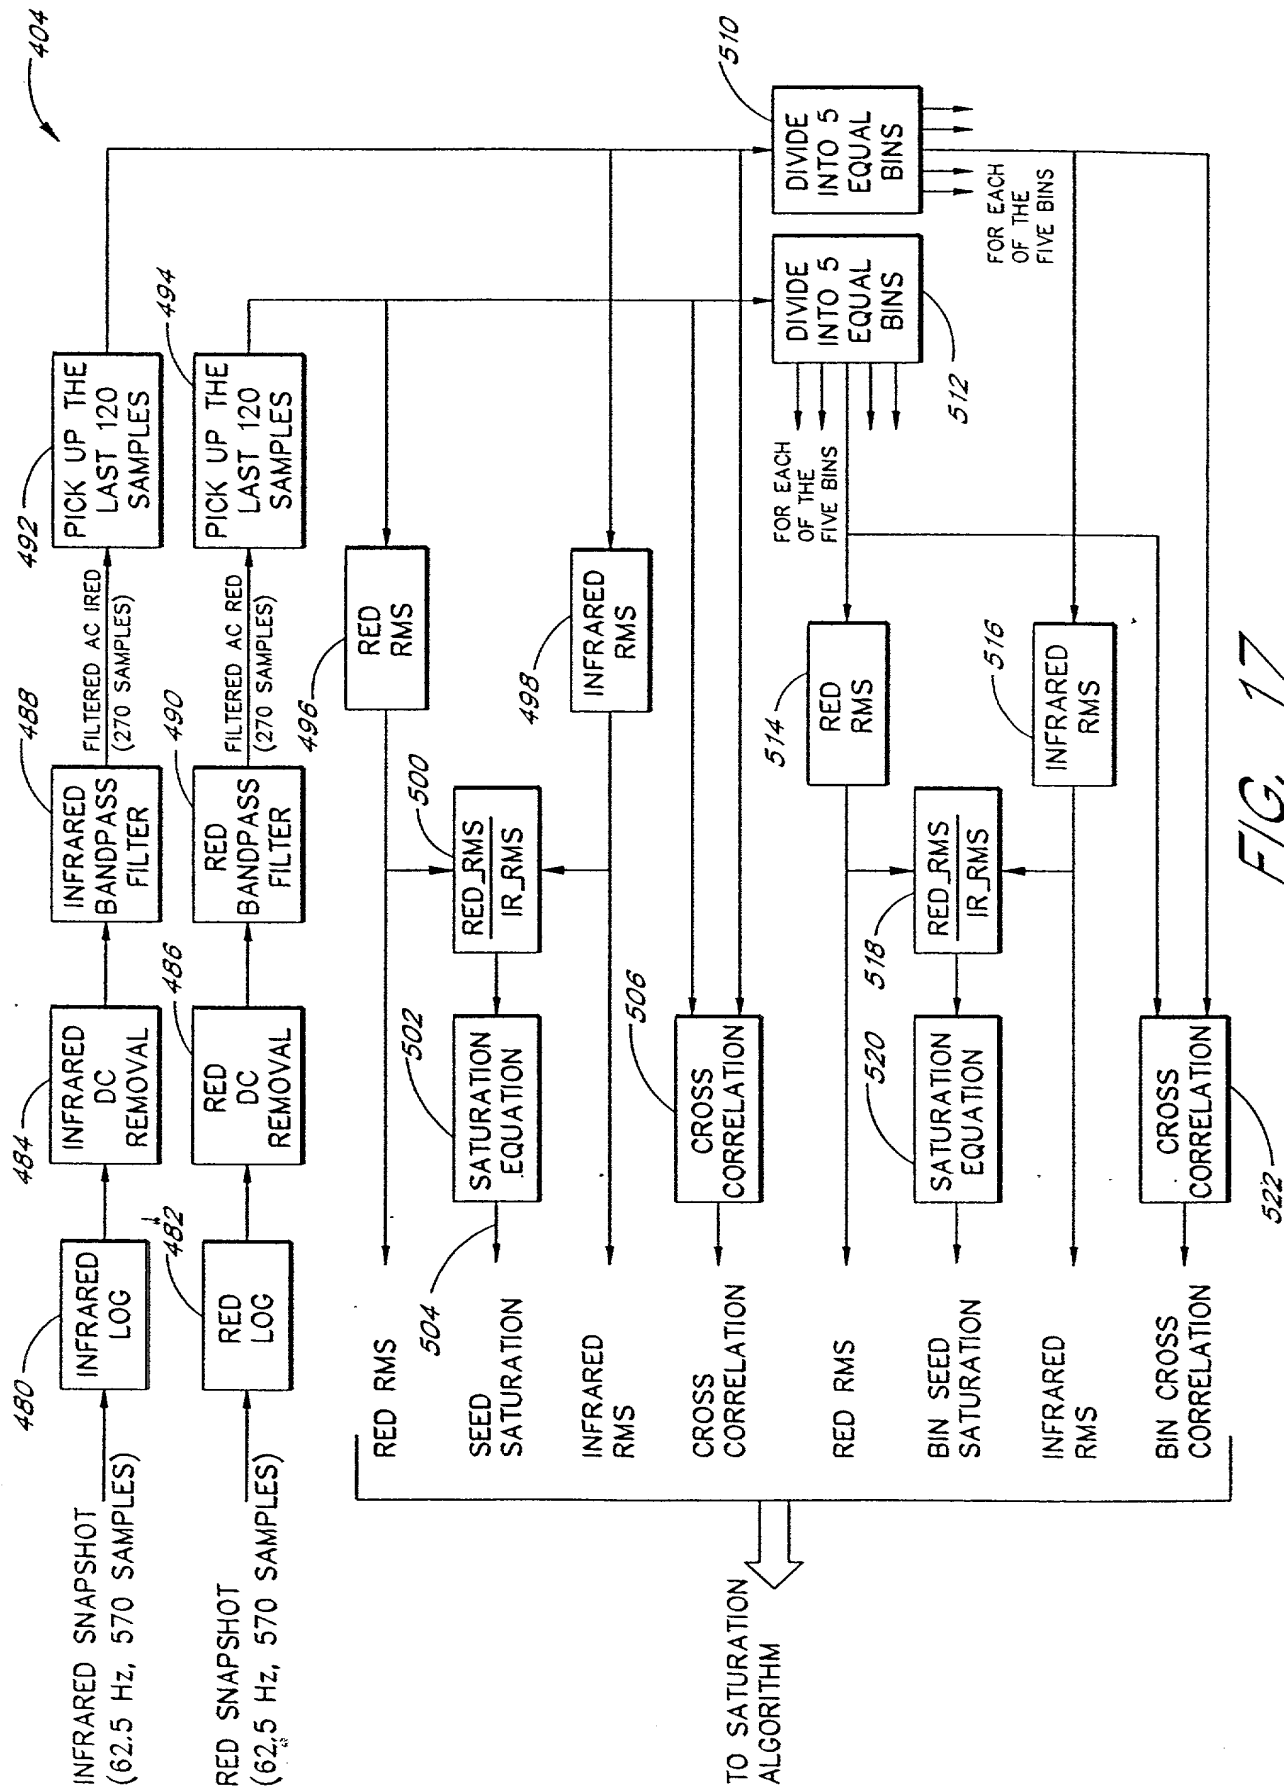 404
INFRARED SNAPSHOT
(62.5 Hz, 570 SAMPLES)
480
INFRARED
LOG
484
INFRARED
DC
REMOVAL
488
INFRARED
BANDPASS
FILTER
FILTERED AC IRED
(270 SAMPLES)
492
PICK UP THE
LAST 120
SAMPLES
RED SNAPSHOT
(62.5 Hz, 570 SAMPLES)
482
RED
LOG
486
RED
DC
REMOVAL
490
RED
BANDPASS
FILTER
FILTERED AC RED
(270 SAMPLES)
494
PICK UP THE
LAST 120
SAMPLES
RED RMS
496
RED
RMS
SEED
SATURATION
504
502
SATURATION
EQUATION
500
RED_RMS
IR_RMS
INFRARED
RMS
498
INFRARED
RMS
CROSS
CORRELATION
506
CROSS
CORRELATION
510
DIVIDE
INTO 5
EQUAL
BINS
512
DIVIDE
INTO 5
EQUAL
BINS
FOR EACH
OF THE
FIVE BINS
FOR EACH
OF THE
FIVE BINS
RED RMS
514
RED
RMS
BIN SEED
SATURATION
520
SATURATION
EQUATION
518
RED_RMS
IR_RMS
INFRARED
RMS
516
INFRARED
RMS
BIN CROSS
CORRELATION
522
CROSS
CORRELATION
TO SATURATION
ALGORITHM
FIG. 17